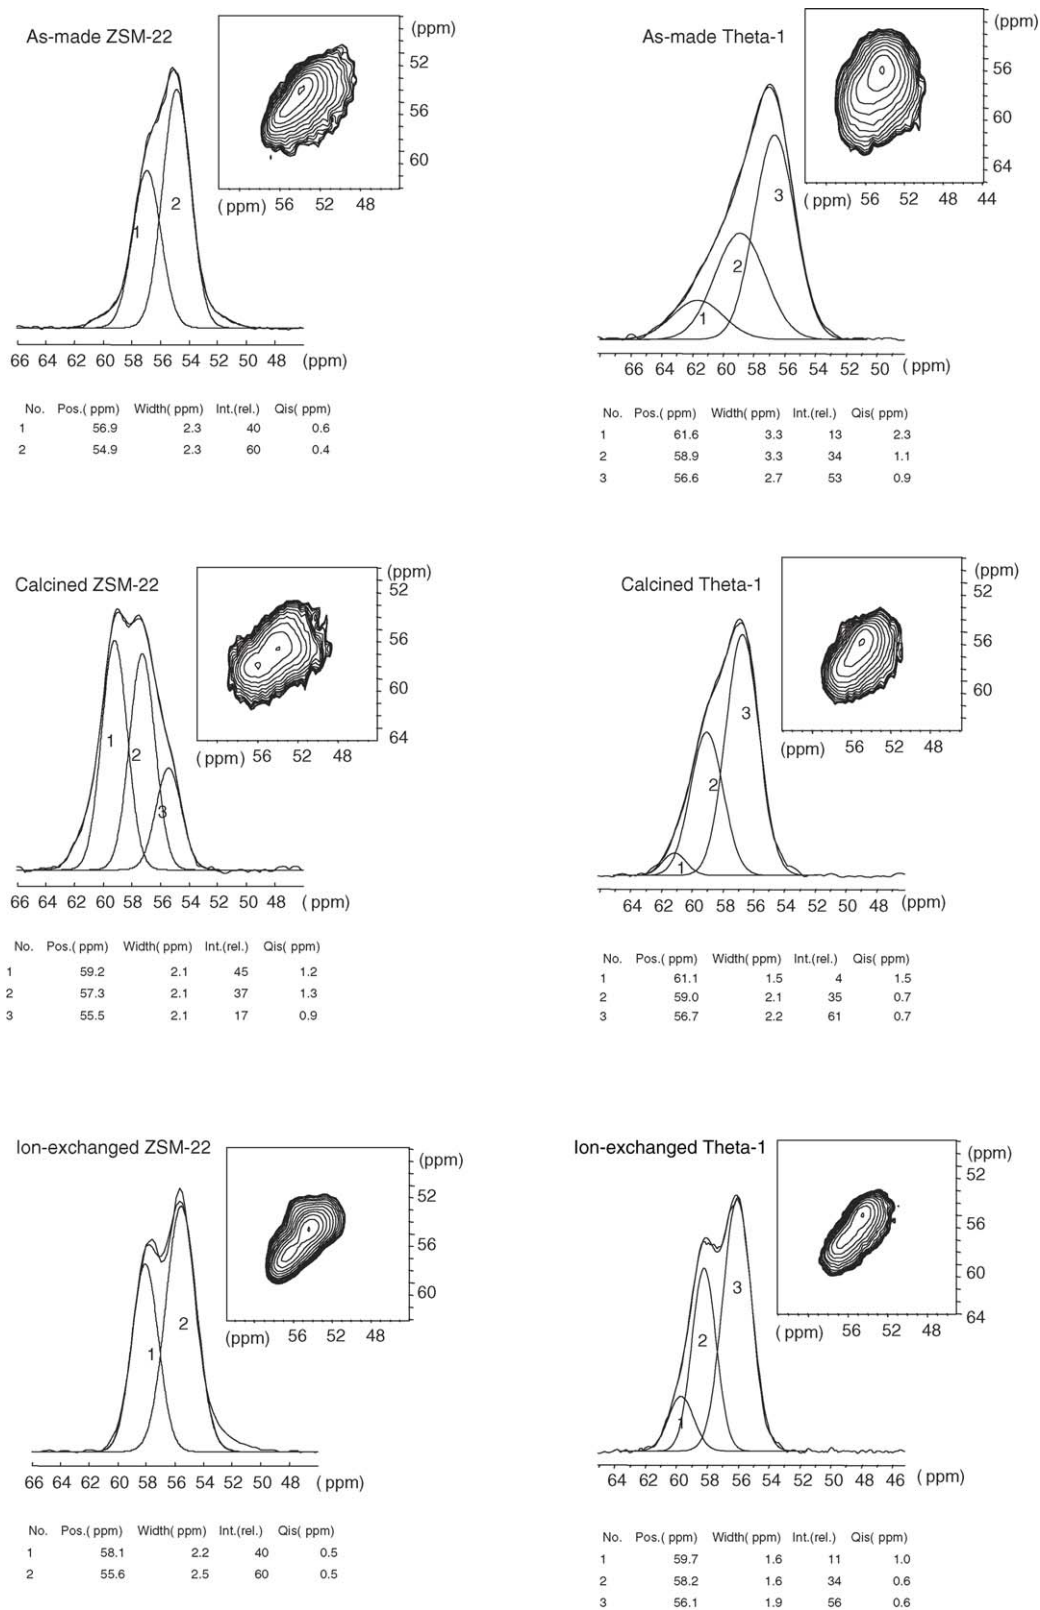 As-made ZSM-22
(ppm)
52
56
60
(ppm) 56 52 48
1
2
66 64 62 60 58 56 54 52 50 48 (ppm)
No. Pos.(ppm) Width(ppm) Int.(rel.) Qis(ppm)
1 56.9 2.3 40 0.6
2 54.9 2.3 60 0.4
As-made Theta-1
(ppm)
56
60
64
(ppm) 56 52 48 44
1
2
3
66 64 62 60 58 56 54 52 50 (ppm)
No. Pos.(ppm) Width(ppm) Int.(rel.) Qis(ppm)
1 61.6 3.3 13 2.3
2 58.9 3.3 34 1.1
3 56.6 2.7 53 0.9
Calcined ZSM-22
(ppm)
52
56
60
64
(ppm) 56 52 48
1
2
3
66 64 62 60 58 56 54 52 50 48 (ppm)
No. Pos.(ppm) Width(ppm) Int.(rel.) Qis(ppm)
1 59.2 2.1 45 1.2
2 57.3 2.1 37 1.3
3 55.5 2.1 17 0.9
Calcined Theta-1
(ppm)
52
56
60
(ppm) 56 52 48
1
2
3
64 62 60 58 56 54 52 50 48 (ppm)
No. Pos.(ppm) Width(ppm) Int.(rel.) Qis(ppm)
1 61.1 1.5 4 1.5
2 59.0 2.1 35 0.7
3 56.7 2.2 61 0.7
Ion-exchanged ZSM-22
(ppm)
52
56
60
(ppm) 56 52 48
1
2
66 64 62 60 58 56 54 52 50 48 (ppm)
No. Pos.(ppm) Width(ppm) Int.(rel.) Qis(ppm)
1 58.1 2.2 40 0.5
2 55.6 2.5 60 0.5
Ion-exchanged Theta-1
(ppm)
52
56
60
64
(ppm) 56 52 48
1
2
3
64 62 60 58 56 54 52 50 48 46 (ppm)
No. Pos.(ppm) Width(ppm) Int.(rel.) Qis(ppm)
1 59.7 1.6 11 1.0
2 58.2 1.6 34 0.6
3 56.1 1.9 56 0.6